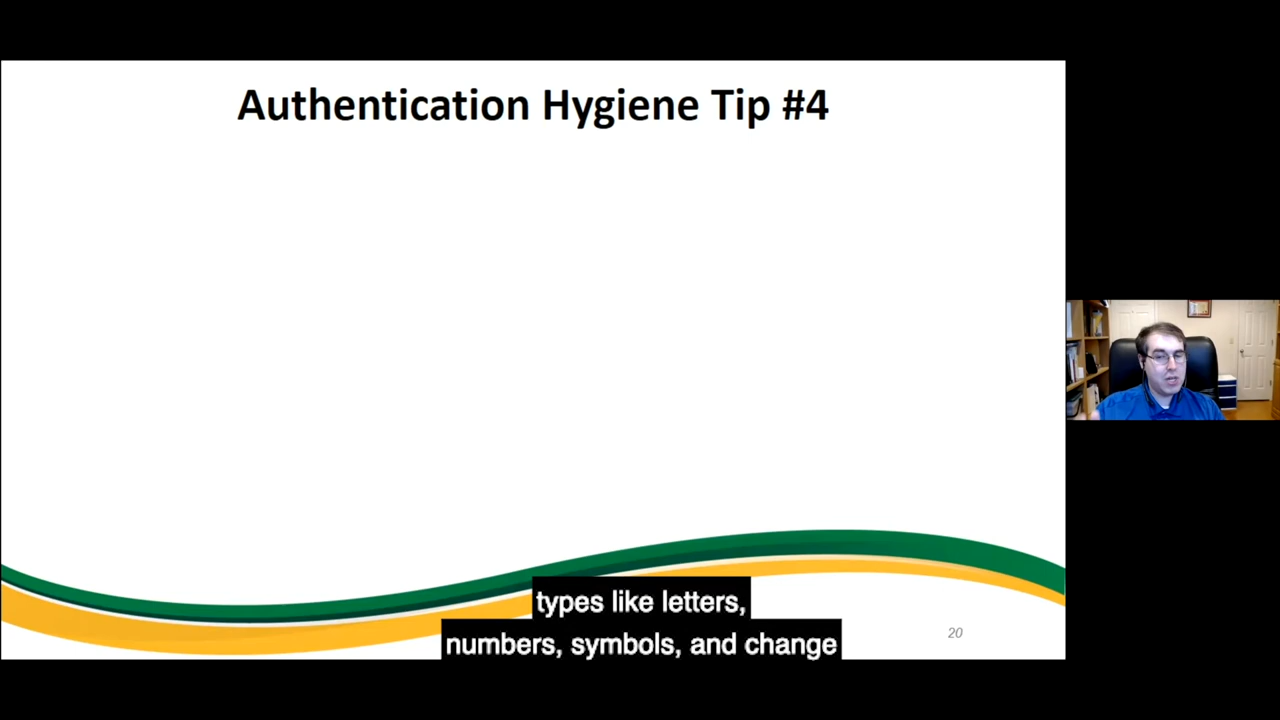 Authentication Hygiene Tip #4
types like letters,
numbers, symbols, and change
20